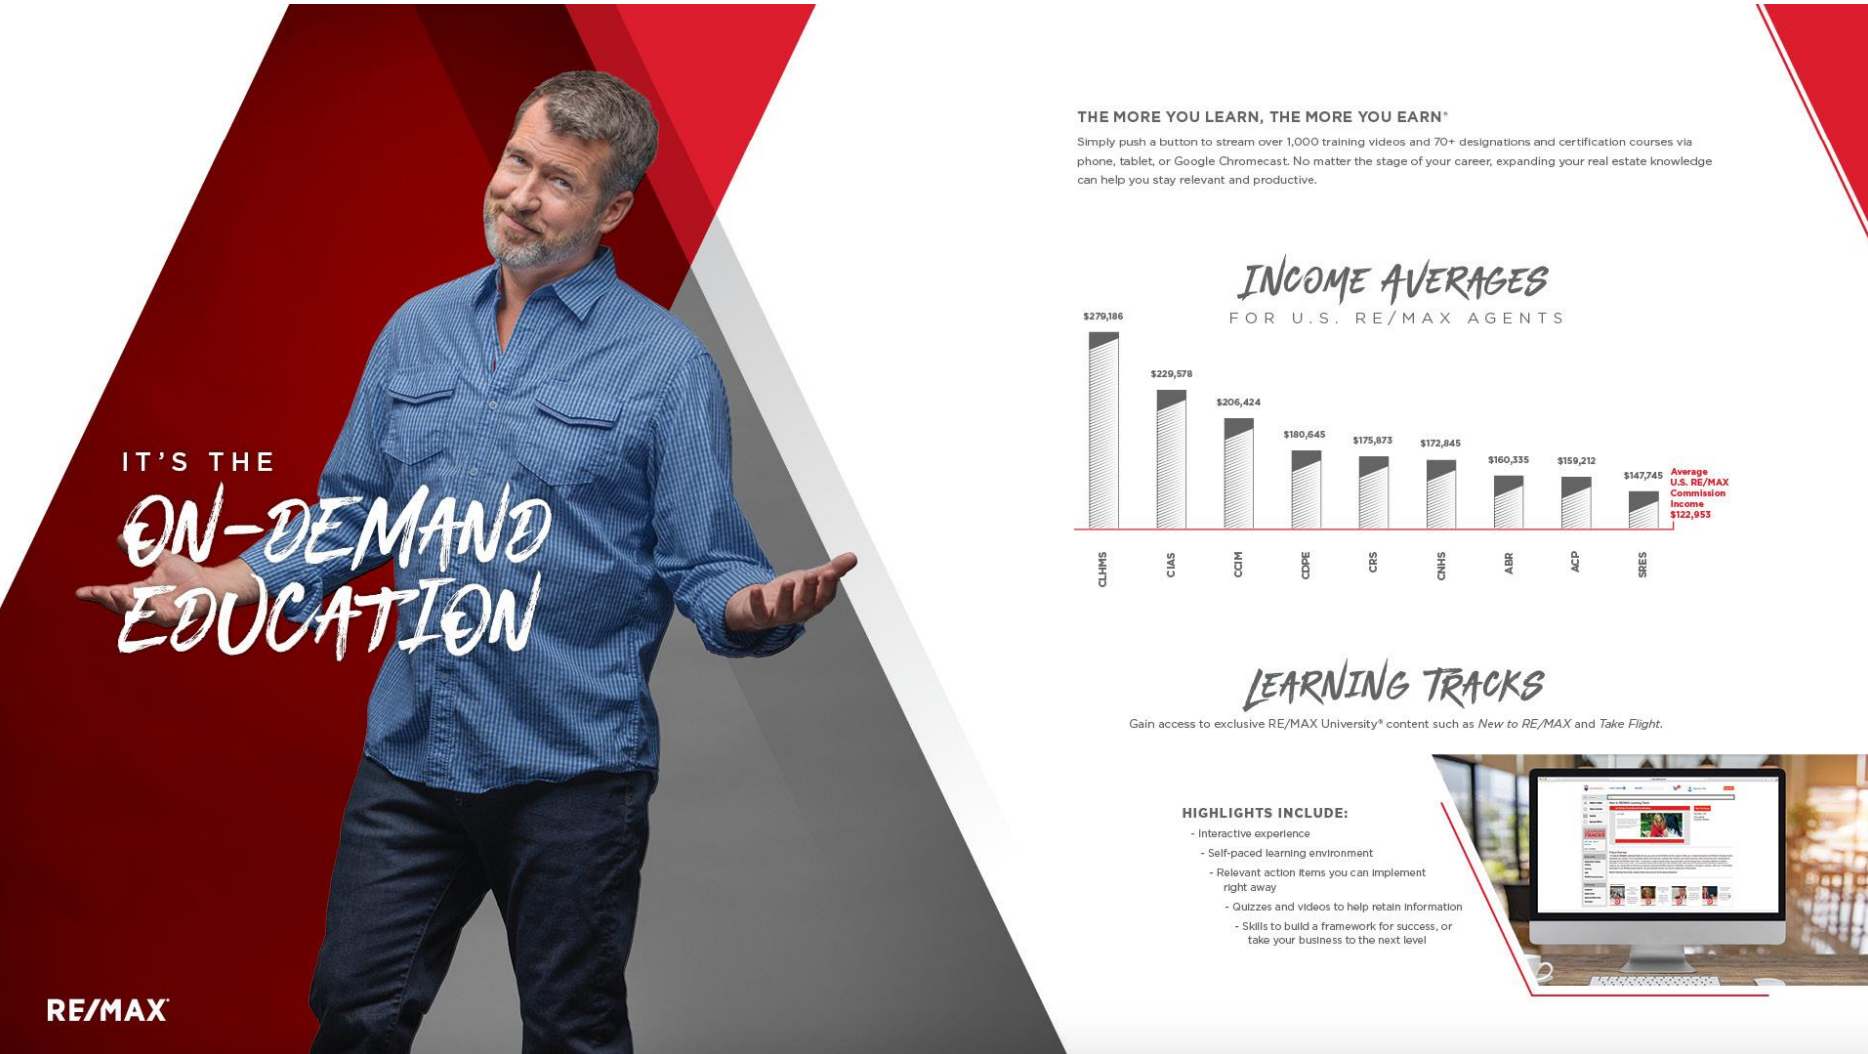 IT'S THE
ON-DEMAND
EDUCATION
RE/MAX®
THE MORE YOU LEARN, THE MORE YOU EARN®
Simply push a button to stream over 1,000 training videos and 70+ designations and certification courses via
phone, tablet, or Google Chromecast. No matter the stage of your career, expanding your real estate knowledge
can help you stay relevant and productive.
INCOME AVERAGES
FOR U.S. RE/MAX AGENTS
$279,186
$229,578
$206,424
$180,645
$175,873
$172,845
$160,335
$159,212
$147,745
Average
U.S. RE/MAX
Commission
Income
$122,953
CLHMS
CIAS
CCIM
CDPE
CRS
CNHS
ABR
ACP
SRES
LEARNING TRACKS
Gain access to exclusive RE/MAX University® content such as New to RE/MAX and Take Flight.
HIGHLIGHTS INCLUDE:
- Interactive experience
- Self-paced learning environment
- Relevant action items you can implement
right away
- Quizzes and videos to help retain information
- Skills to build a framework for success, or
take your business to the next level